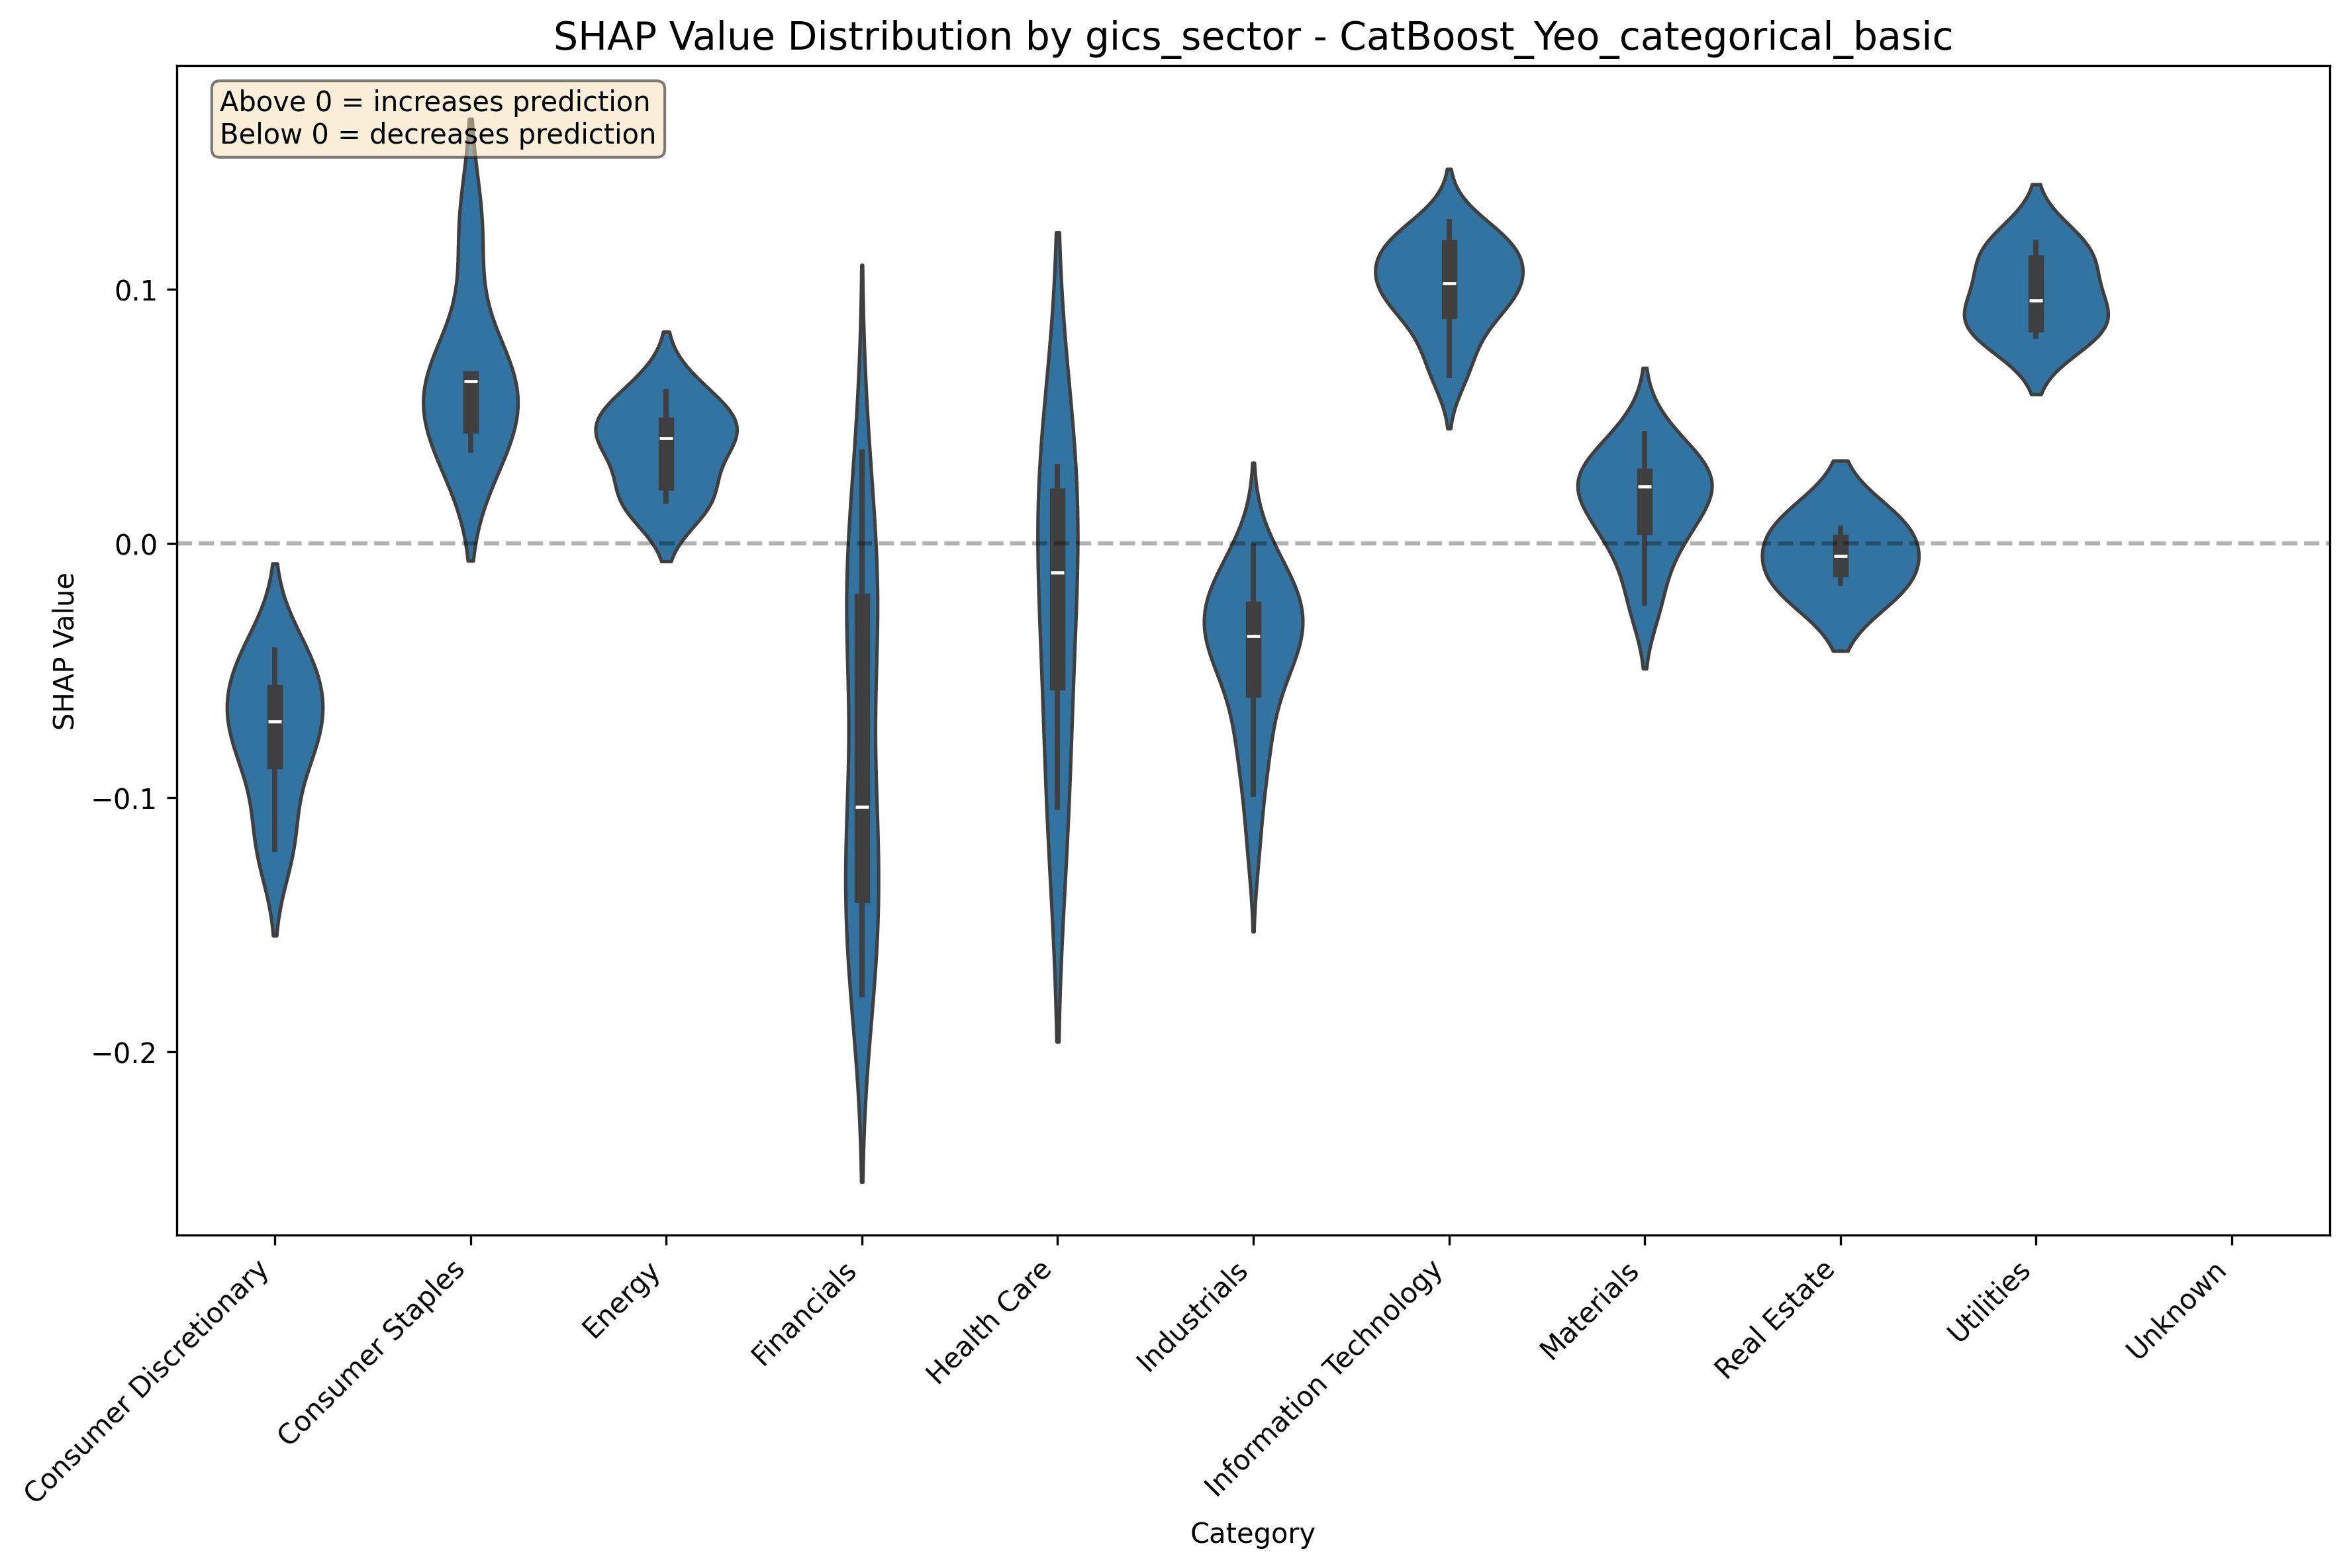 SHAP Value Distribution by gics_sector - CatBoost_Yeo_categorical_basic
Above 0 = increases prediction
Below 0 = decreases prediction
SHAP Value
0.1
0.0
−0.1
−0.2
Consumer Discretionary
Consumer Staples
Energy
Financials
Health Care
Industrials
Information Technology
Materials
Real Estate
Utilities
Unknown
Category